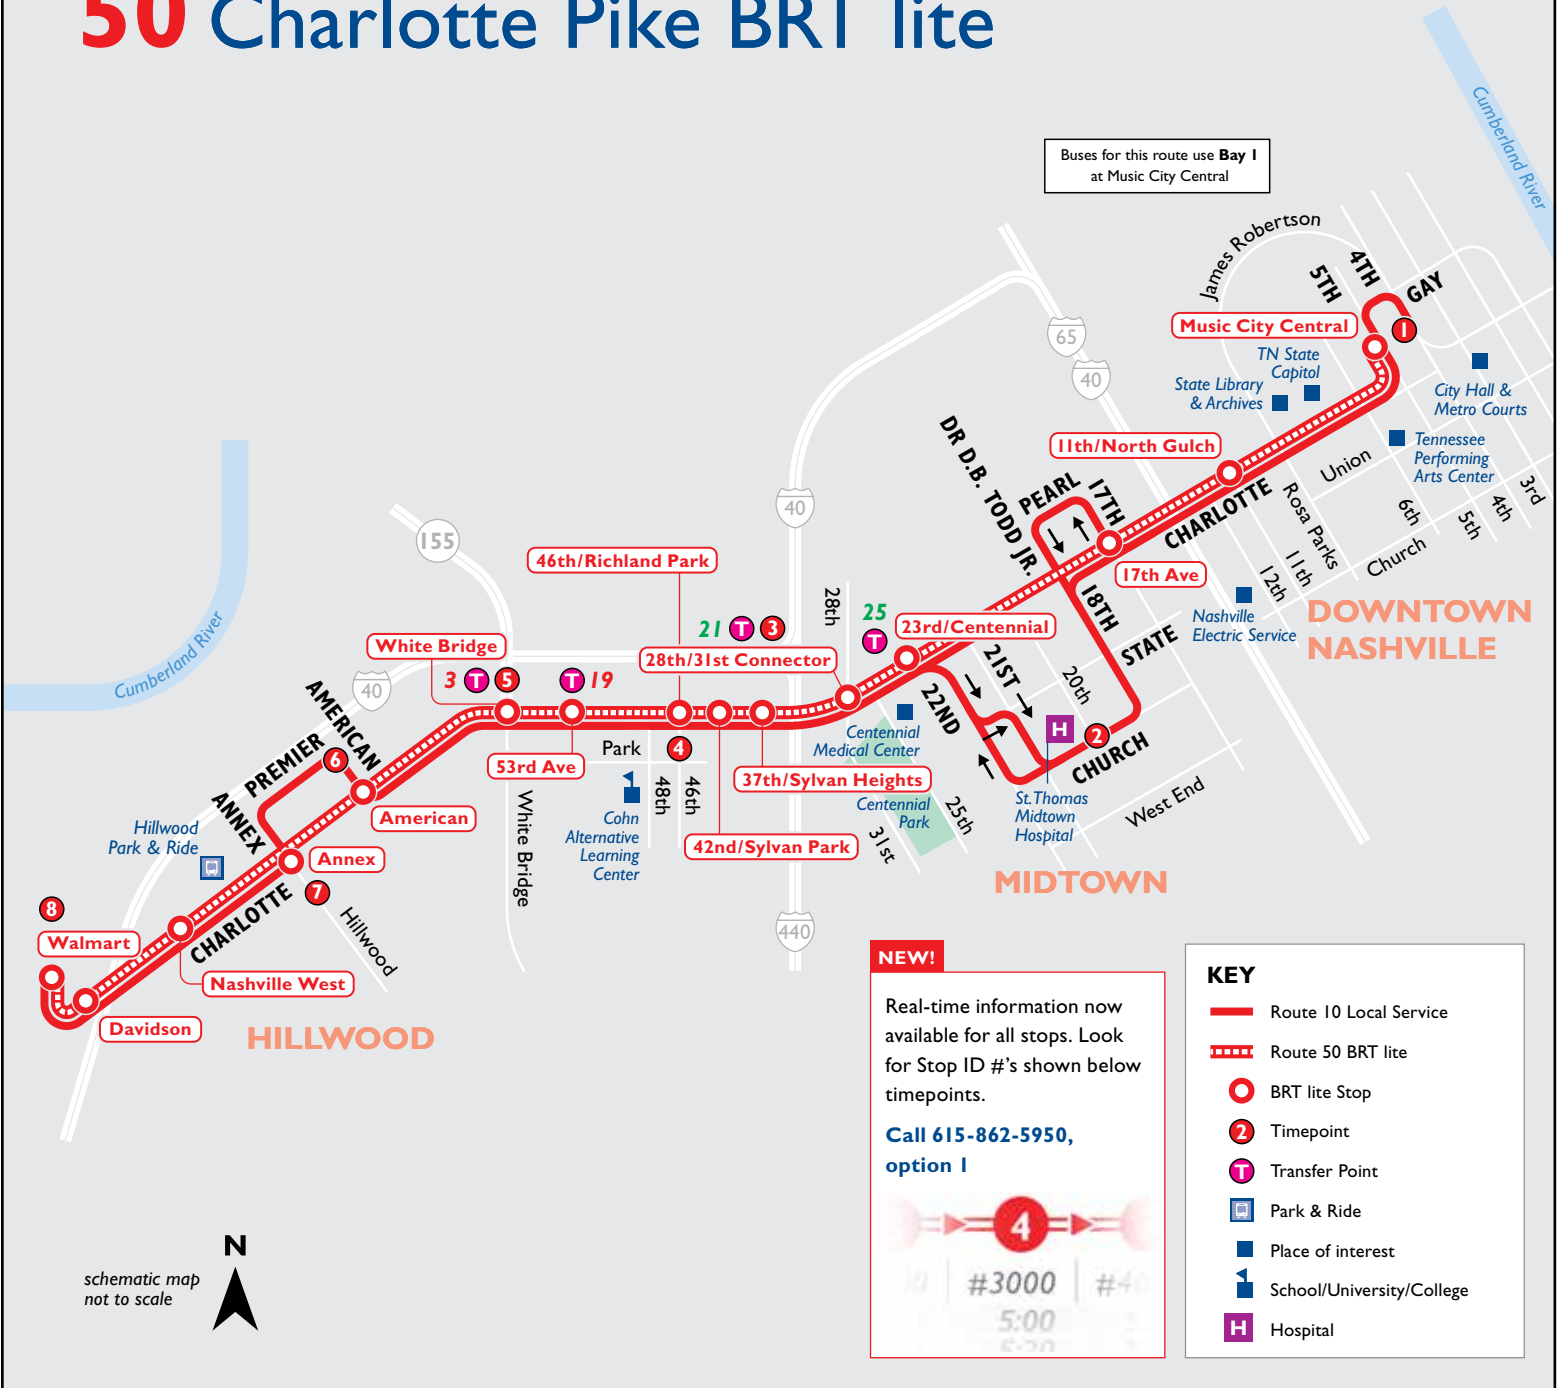 50 Charlotte Pike BRT lite
Cumberland River
Buses for this route use Bay 1
at Music City Central
James Robertson
5TH
4TH
GAY
Music City Central
1
TN State
Capitol
State Library
& Archives
City Hall &
Metro Courts
Tennessee
Performing
Arts Center
65
40
11th/North Gulch
Union
3rd
4th
5th
6th
Church
Rosa Parks
11th
12th
CHARLOTTE
DR D.B. TODD JR.
PEARL
17TH
17th Ave
18TH
Nashville
Electric Service
DOWNTOWN
NASHVILLE
STATE
155
40
46th/Richland Park
28th
25
T
23rd/Centennial
21 T 3
28th/31st Connector
White Bridge
3 T 5
T 19
21ST
20th
22ND
H
2
CHURCH
West End
St.Thomas
Midtown
Hospital
Centennial
Medical Center
Centennial
Park
25th
31st
MIDTOWN
Cumberland River
40
AMERICAN
PREMIER
6
ANNEX
Park
4
53rd Ave
37th/Sylvan Heights
48th
46th
Cohn
Alternative
Learning
Center
42nd/Sylvan Park
White Bridge
American
Hillwood
Park & Ride
Annex
7
Hillwood
CHARLOTTE
8
Walmart
Nashville West
Davidson
HILLWOOD
440
NEW!
Real-time information now
available for all stops. Look
for Stop ID #'s shown below
timepoints.
Call 615-862-5950,
option 1
4
#3000
5:00
5:30
KEY
Route 10 Local Service
Route 50 BRT lite
BRT lite Stop
2 Timepoint
T Transfer Point
Park & Ride
Place of interest
School/University/College
H Hospital
N
schematic map
not to scale